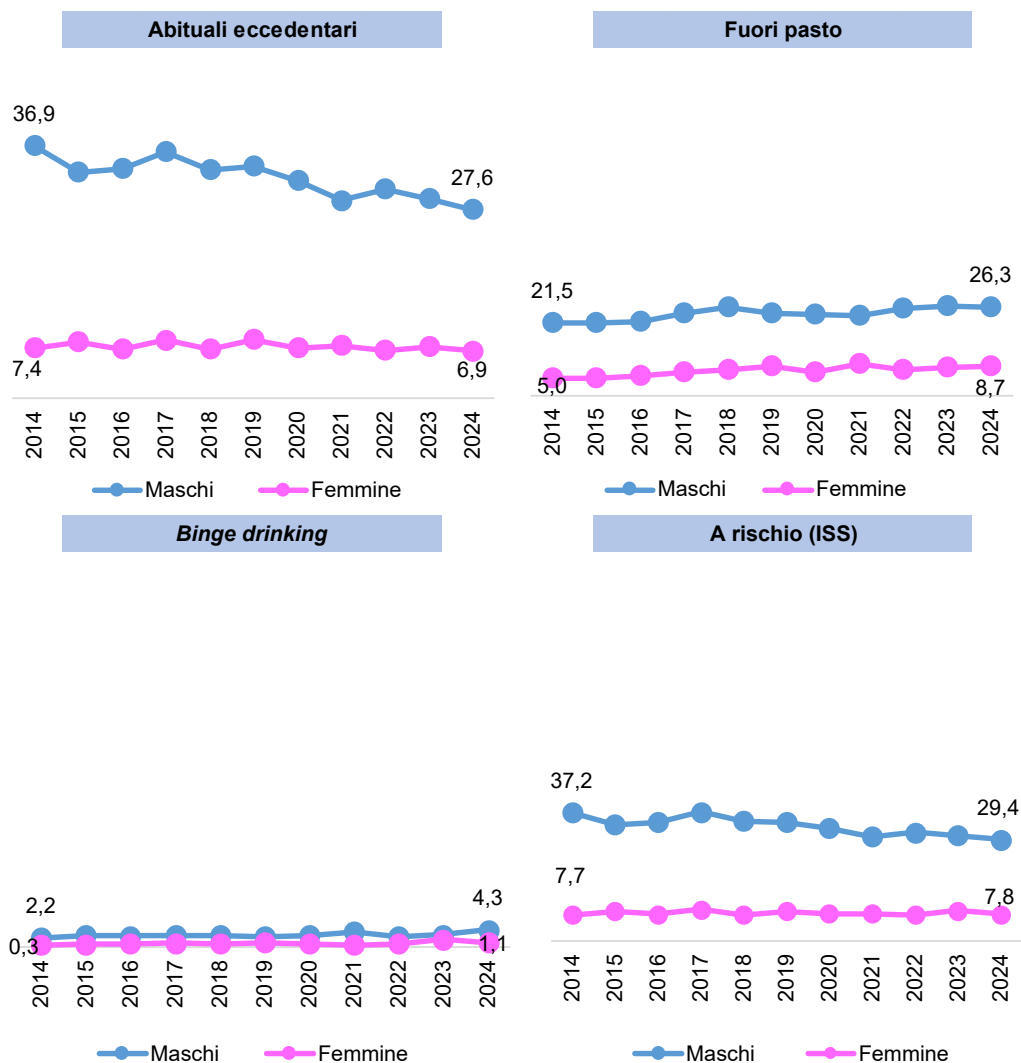 Abituali eccedentari
36,9
27,6
7,4
6,9
2014 2015 2016 2017 2018 2019 2020 2021 2022 2023 2024
Maschi Femmine
Fuori pasto
21,5
26,3
5,0
8,7
2014 2015 2016 2017 2018 2019 2020 2021 2022 2023 2024
Maschi Femmine
Binge drinking
2,2
4,3
0,3
1,1
2014 2015 2016 2017 2018 2019 2020 2021 2022 2023 2024
Maschi Femmine
A rischio (ISS)
37,2
29,4
7,7
7,8
2014 2015 2016 2017 2018 2019 2020 2021 2022 2023 2024
Maschi Femmine